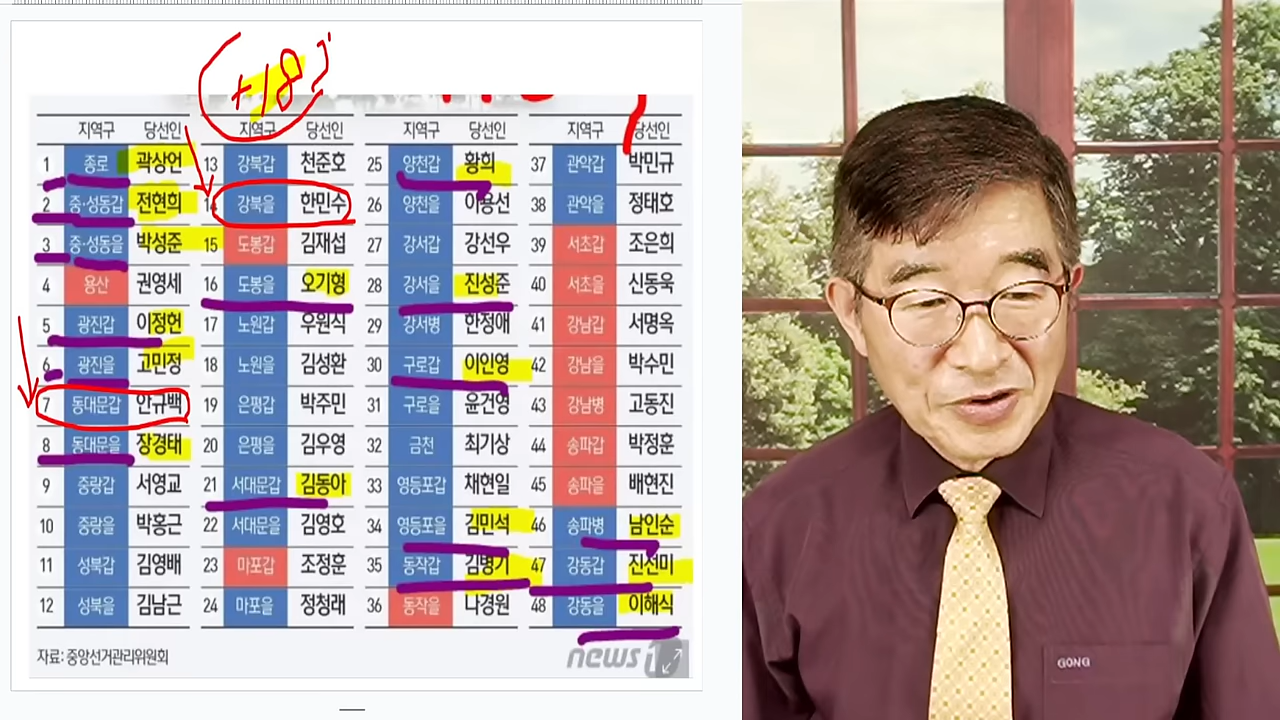 +18
지역구 당선인 지역구 당선인 지역구 당선인 지역구 당선인
1 종로 곽상언 13 강북갑 천준호 25 양천갑 황희 37 관악갑 박민규
2 중·성동갑 전현희 14 강북을 한민수 26 양천을 이용선 38 관악을 정태호
3 중·성동을 박성준 15 도봉갑 김재섭 27 강서갑 강선우 39 서초갑 조은희
4 용산 권영세 16 도봉을 오기형 28 강서을 진성준 40 서초을 신동욱
5 광진갑 이정헌 17 노원갑 우원식 29 강서병 한정애 41 강남갑 서명옥
6 광진을 고민정 18 노원을 김성환 30 구로갑 이인영 42 강남을 박수민
7 동대문갑 안규백 19 은평갑 박주민 31 구로을 윤건영 43 강남병 고동진
8 동대문을 장경태 20 은평을 김우영 32 금천 최기상 44 송파갑 박정훈
9 중랑갑 서영교 21 서대문갑 김동아 33 영등포갑 채현일 45 송파을 배현진
10 중랑을 박홍근 22 서대문을 김영호 34 영등포을 김민석 46 송파병 남인순
11 성북갑 김영배 23 마포갑 조정훈 35 동작갑 김병기 47 강동갑 진선미
12 성북을 김남근 24 마포을 정청래 36 동작을 나경원 48 강동을 이해식
자료: 중앙선거관리위원회
news1
GONG